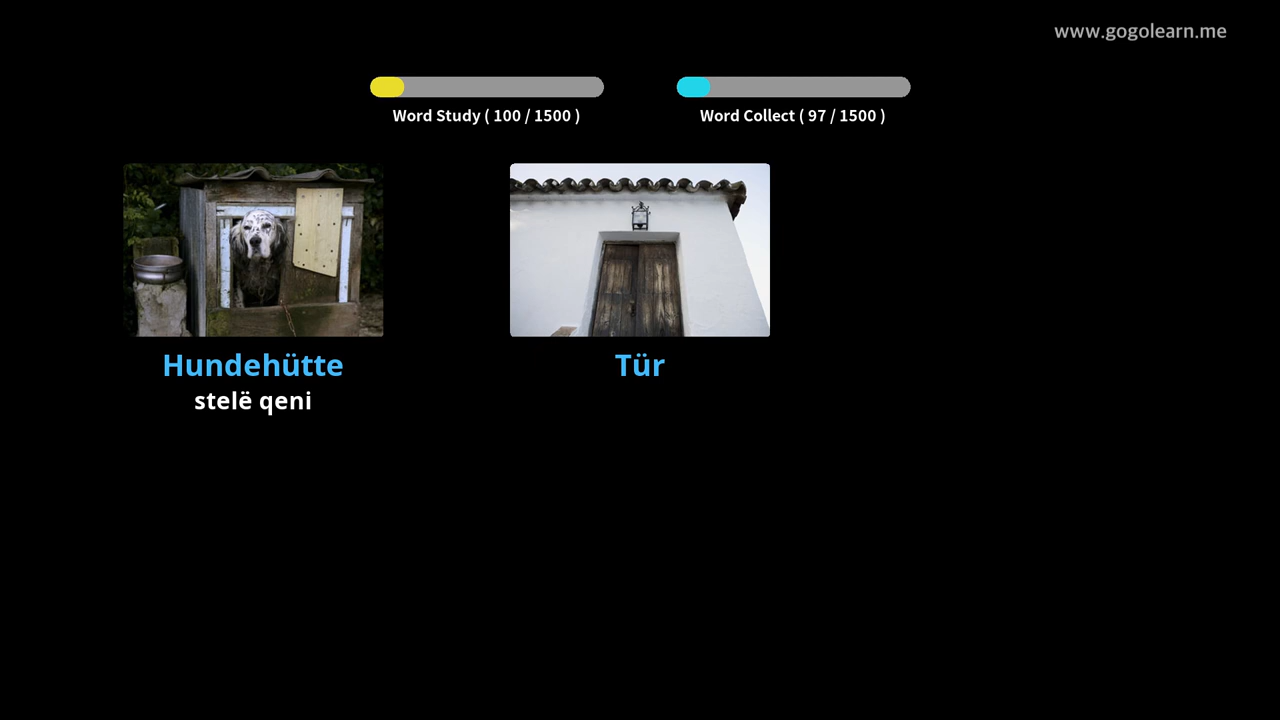 www.gogolearn.me
Word Study ( 100 / 1500 )
Word Collect ( 97 / 1500 )
Hundehütte
Tür
stelë qeni